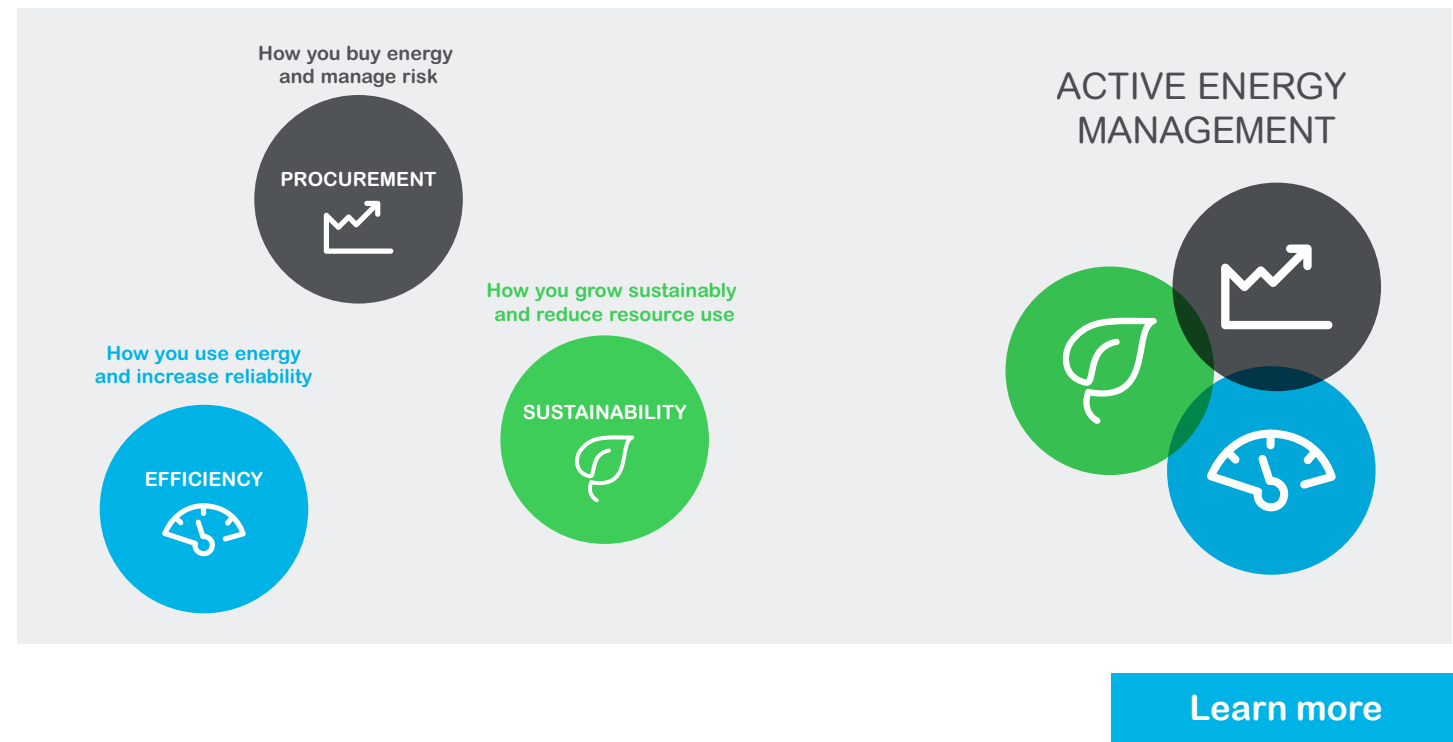 How you buy energy
and manage risk
PROCUREMENT
How you grow sustainably
and reduce resource use
SUSTAINABILITY
How you use energy
and increase reliability
EFFICIENCY
ACTIVE ENERGY
MANAGEMENT
Learn more